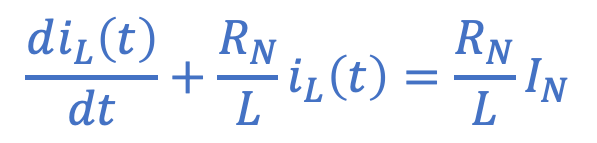 di_L(t)/dt + R_N/L i_L(t) = R_N/L I_N